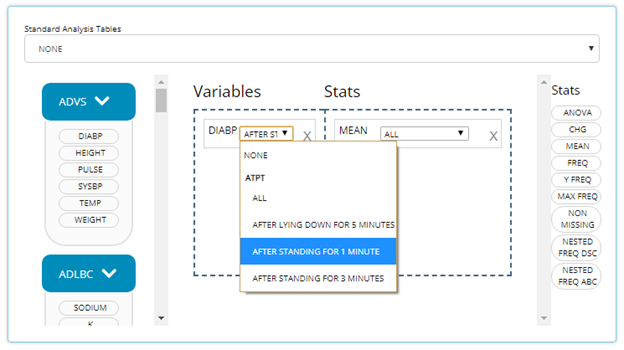 Standard Analysis Tables
NONE
ADVS
DIABP
HEIGHT
PULSE
SYSBP
TEMP
WEIGHT
ADLBC
SODIUM
K
Variables
Stats
DIABP
AFTER ST
X
MEAN
ALL
X
NONE
ATPT
ALL
AFTER LYING DOWN FOR 5 MINUTES
AFTER STANDING FOR 1 MINUTE
AFTER STANDING FOR 3 MINUTES
Stats
ANOVA
CHG
MEAN
FREQ
Y FREQ
MAX FREQ
NON
MISSING
NESTED
FREQ DSC
NESTED
FREQ ABC